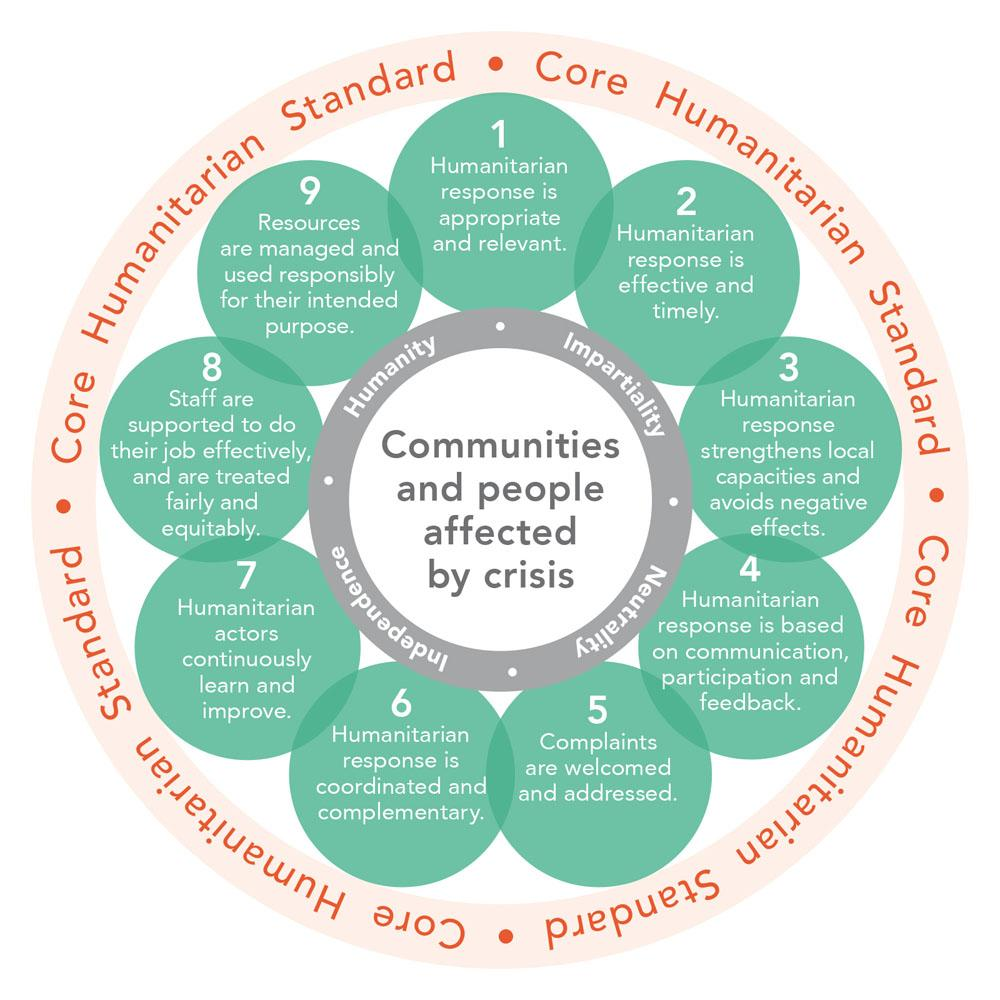 Core Humanitarian Standard • Core Humanitarian Standard • Core Humanitarian Standard • Core Humanitarian Standard •
1
Humanitarian
response is
appropriate
and relevant.
2
Humanitarian
response is
effective and
timely.
3
Humanitarian
response
strengthens local
capacities and
avoids negative
effects.
4
Humanitarian
response is based
on communication,
participation and
feedback.
5
Complaints
are welcomed
and addressed.
6
Humanitarian
response is
coordinated and
complementary.
7
Humanitarian
actors
continuously
learn and
improve.
8
Staff are
supported to do
their job effectively,
and are treated
fairly and
equitably.
9
Resources
are managed and
used responsibly
for their intended
purpose.
Humanity • Impartiality • Neutrality • Independence •
Communities
and people
affected
by crisis